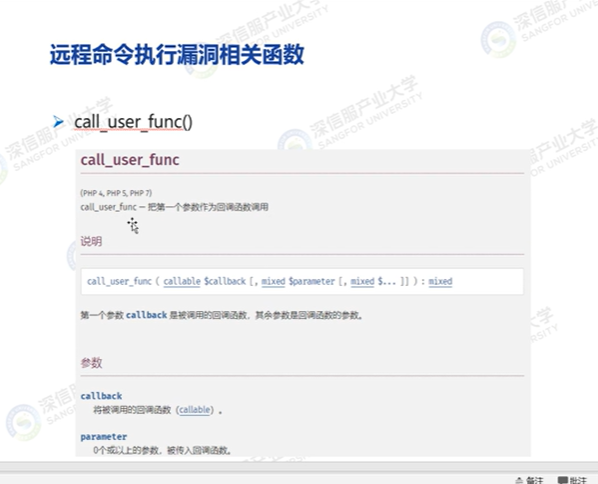 远程命令执行漏洞相关函数
call_user_func()
call_user_func
(PHP 4, PHP 5, PHP 7)
call_user_func — 把第一个参数作为回调函数调用
说明
call_user_func ( callable $callback [, mixed $parameter [, mixed $... ]] ) : mixed
第一个参数 callback 是被调用的回调函数，其余参数是回调函数的参数。
参数
callback
将被调用的回调函数（callable）。
parameter
0个或以上的参数，被传入回调函数。
备注 批注
深信服产业大学
SANGFOR UNIVERSITY